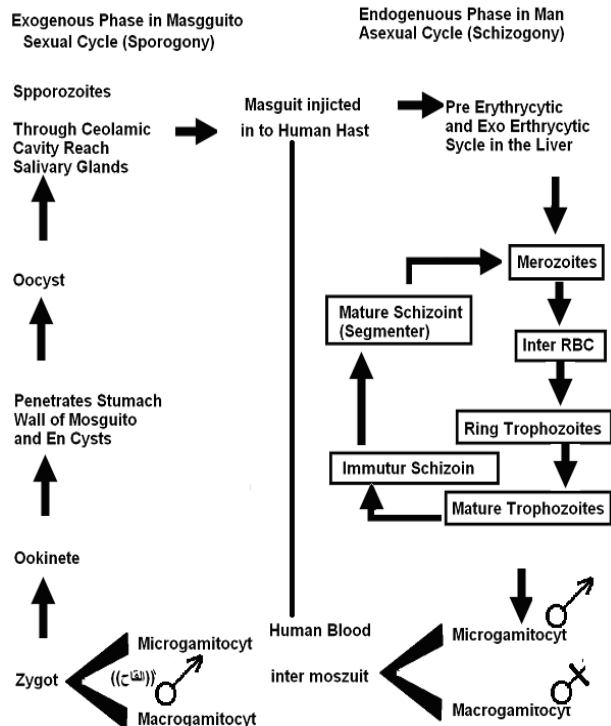 Exogenous Phase in Masgguito
Sexual Cycle (Sporogony)
Endogenuous Phase in Man
Asexual Cycle (Schizogony)
Spporozoites
Through Ceolamic
Cavity Reach
Salivary Glands
Masguit injicted
in to Human Hast
Pre Erythrycytic
and Exo Erthrycytic
Sycle in the Liver
Oocyst
Merozoites
Mature Schizoint
(Segmenter)
Inter RBC
Penetrates Stumach
Wall of Mosguito
and En Cysts
Ring Trophozoites
Immutur Schizoin
Mature Trophozoites
Ookinete
Human Blood
Microgamitocyt
Zygot
((القاح))
Macrogamitocyt
inter moszuit
Microgamitocyt
Macrogamitocyt